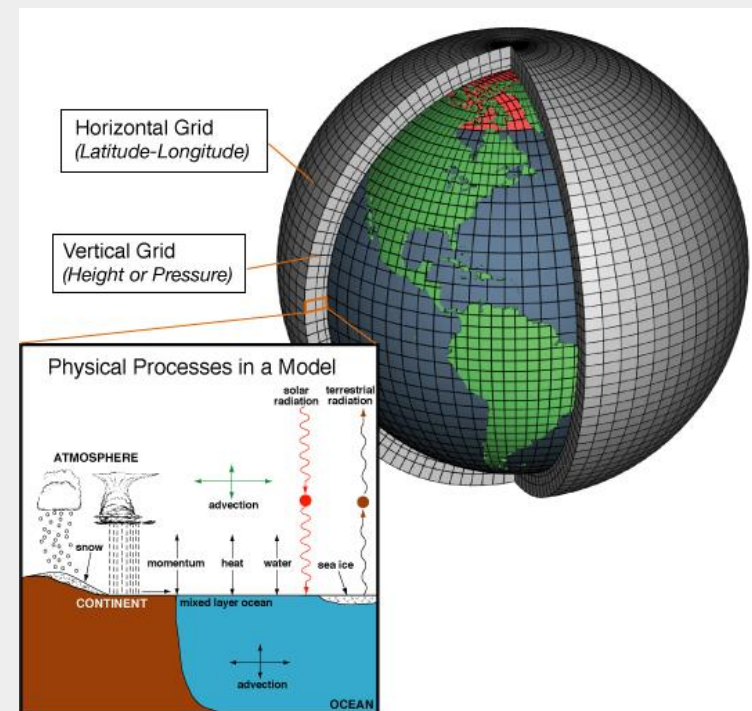 Horizontal Grid
(Latitude-Longitude)
Vertical Grid
(Height or Pressure)
Physical Processes in a Model
solar
radiation
terrestrial
radiation
ATMOSPHERE
advection
snow
momentum
heat
water
sea ice
CONTINENT
mixed layer ocean
advection
OCEAN